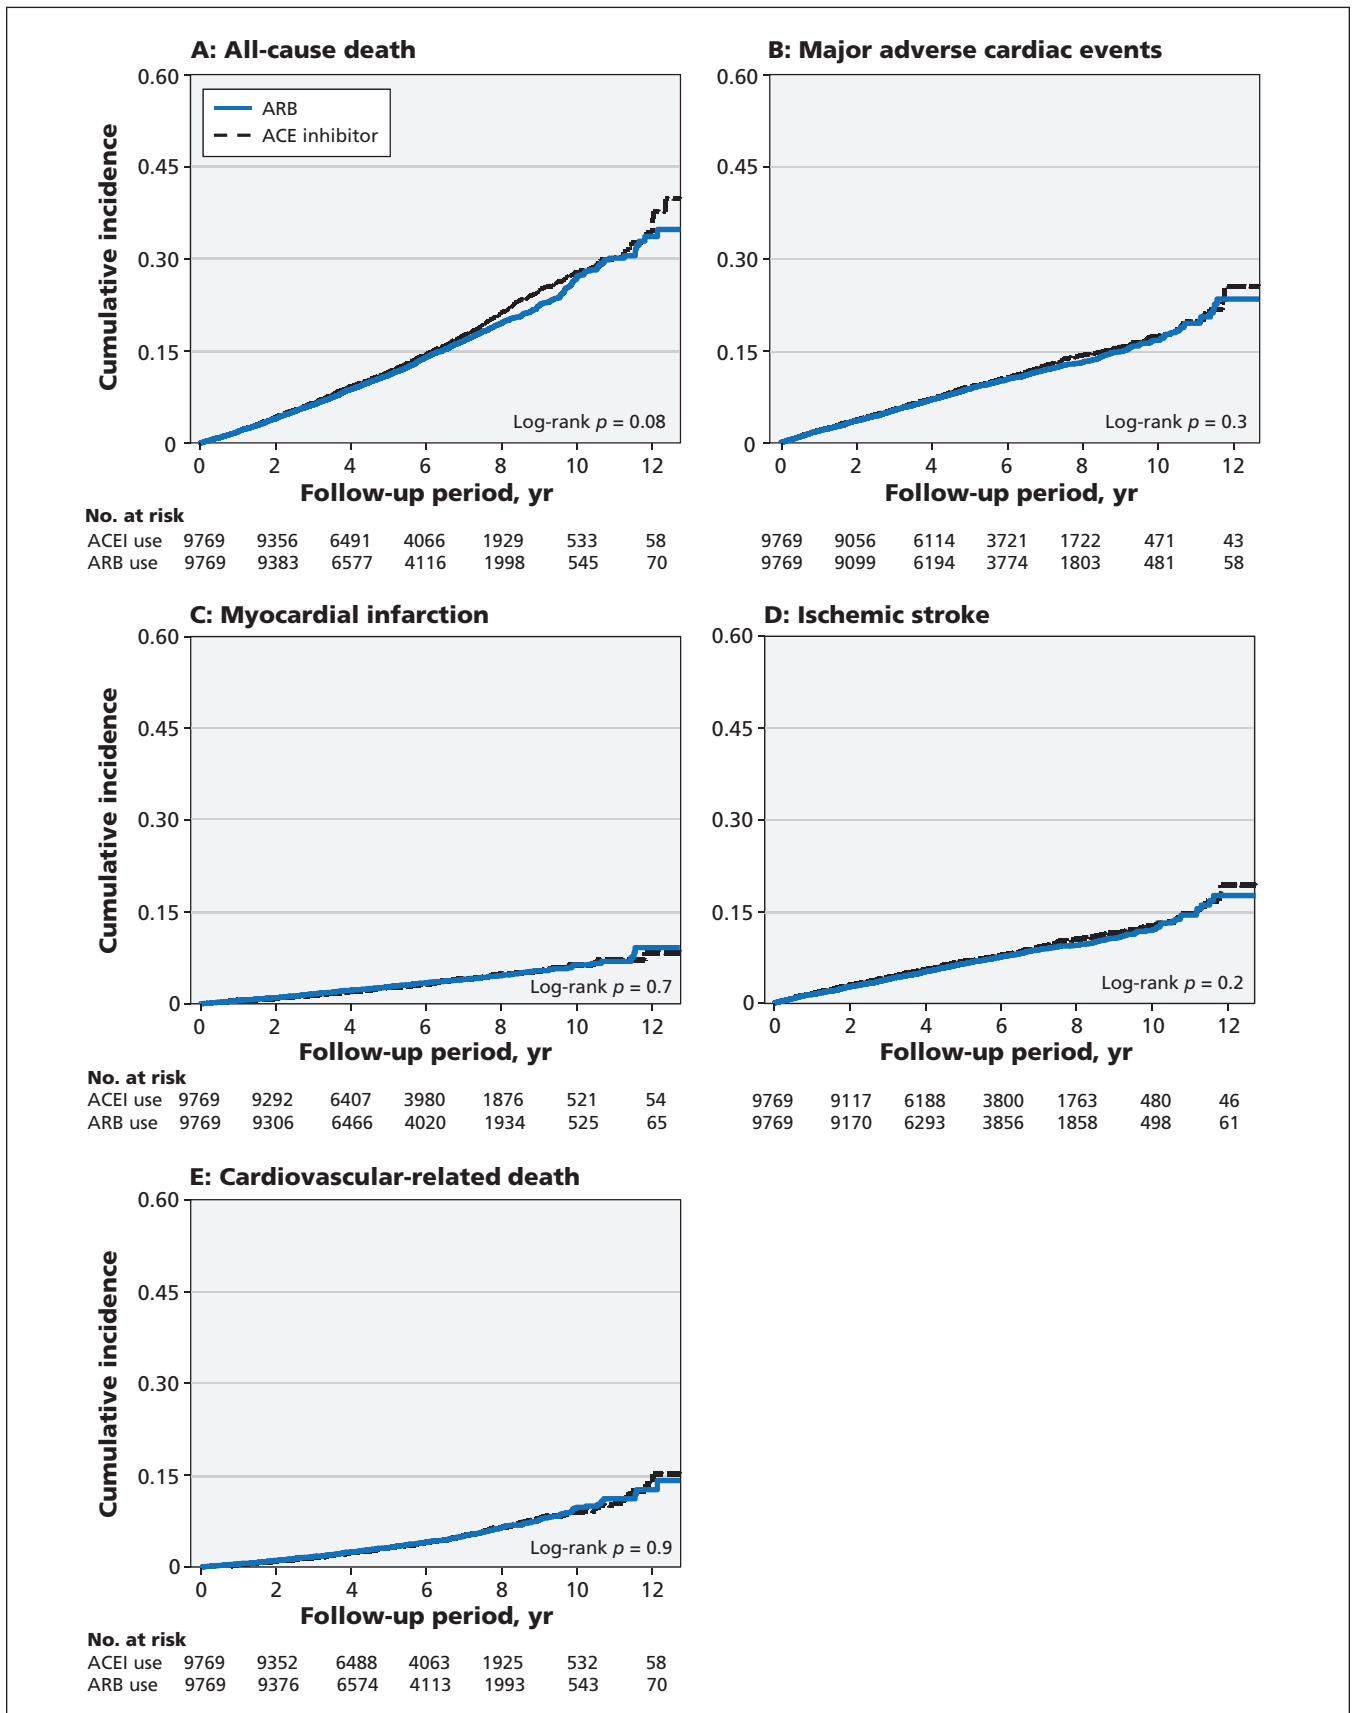 A: All-cause death
0.60
0.45
0.30
0.15
0
Cumulative incidence
ARB
ACE inhibitor
Log-rank p = 0.08
0 2 4 6 8 10 12
Follow-up period, yr
No. at risk
ACEI use 9769 9356 6491 4066 1929 533 58
ARB use 9769 9383 6577 4116 1998 545 70
B: Major adverse cardiac events
0.60
0.45
0.30
0.15
0
Log-rank p = 0.3
0 2 4 6 8 10 12
Follow-up period, yr
9769 9056 6114 3721 1722 471 43
9769 9099 6194 3774 1803 481 58
C: Myocardial infarction
0.60
0.45
0.30
0.15
0
Cumulative incidence
Log-rank p = 0.7
0 2 4 6 8 10 12
Follow-up period, yr
No. at risk
ACEI use 9769 9292 6407 3980 1876 521 54
ARB use 9769 9306 6466 4020 1934 525 65
D: Ischemic stroke
0.60
0.45
0.30
0.15
0
Log-rank p = 0.2
0 2 4 6 8 10 12
Follow-up period, yr
9769 9117 6188 3800 1763 480 46
9769 9170 6293 3856 1858 498 61
E: Cardiovascular-related death
0.60
0.45
0.30
0.15
0
Cumulative incidence
Log-rank p = 0.9
0 2 4 6 8 10 12
Follow-up period, yr
No. at risk
ACEI use 9769 9352 6488 4063 1925 532 58
ARB use 9769 9376 6574 4113 1993 543 70